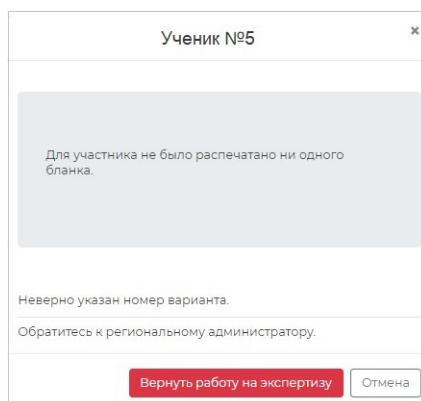 Ученик №5
×
Для участника не было распечатано ни одного
бланка.
Неверно указан номер варианта.
Обратитесь к региональному администратору.
Вернуть работу на экспертизу
Отмена